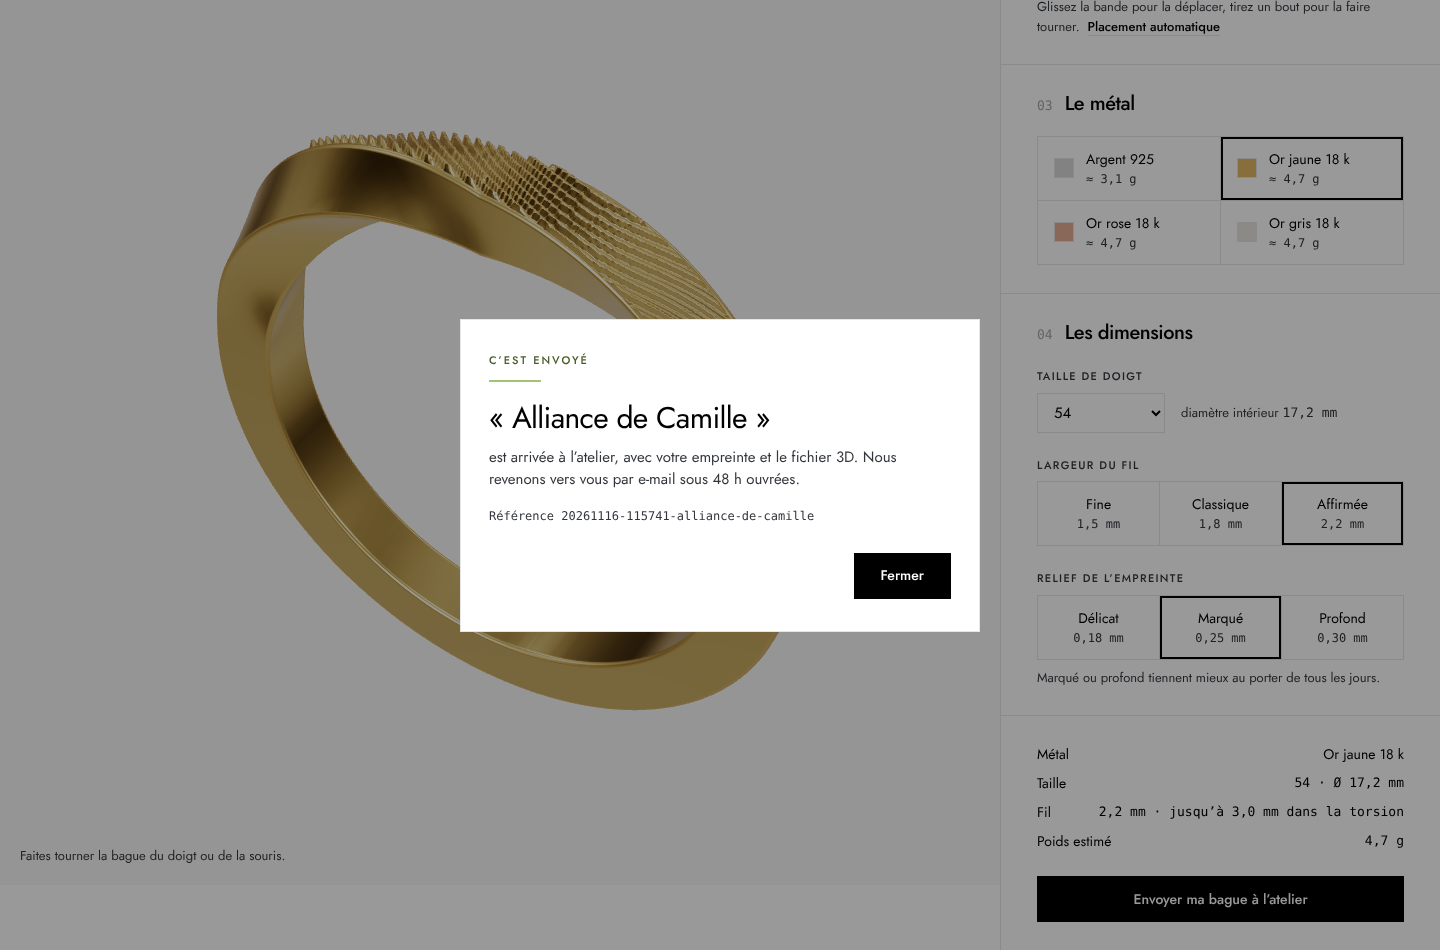 Glissez la bande pour la déplacer, tirez un bout pour la faire
tourner. Placement automatique
03 Le métal
Argent 925
≈ 3,1 g
Or jaune 18 k
≈ 4,7 g
Or rose 18 k
≈ 4,7 g
Or gris 18 k
≈ 4,7 g
04 Les dimensions
TAILLE DE DOIGT
54
diamètre intérieur 17,2 mm
LARGEUR DU FIL
Fine
1,5 mm
Classique
1,8 mm
Affirmée
2,2 mm
RELIEF DE L’EMPREINTE
Délicat
0,18 mm
Marqué
0,25 mm
Profond
0,30 mm
Marqué ou profond tiennent mieux au porter de tous les jours.
Métal Or jaune 18 k
Taille 54 · Ø 17,2 mm
Fil 2,2 mm · jusqu’à 3,0 mm dans la torsion
Poids estimé 4,7 g
Envoyer ma bague à l’atelier
C’EST ENVOYÉ
« Alliance de Camille »
est arrivée à l’atelier, avec votre empreinte et le fichier 3D. Nous
revenons vers vous par e-mail sous 48 h ouvrées.
Référence 20261116-115741-alliance-de-camille
Fermer
Faites tourner la bague du doigt ou de la souris.